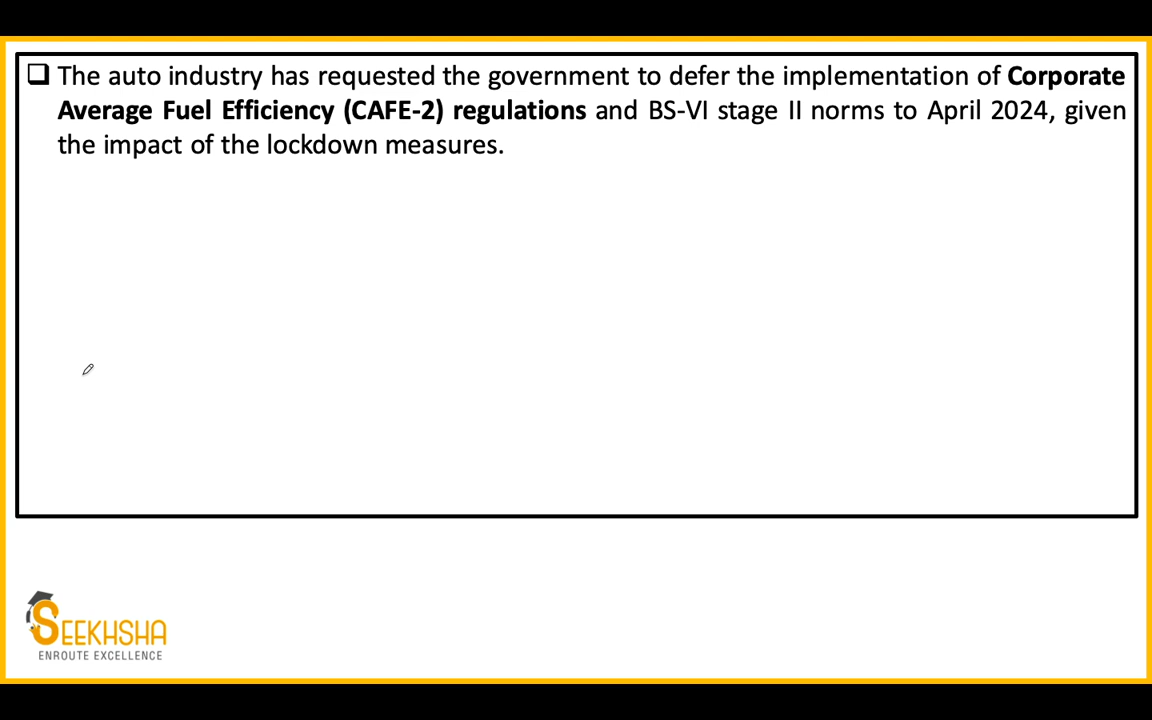 The auto industry has requested the government to defer the implementation of Corporate
Average Fuel Efficiency (CAFE-2) regulations and BS-VI stage II norms to April 2024, given
the impact of the lockdown measures.
SEEKHSHA
ENROUTE EXCELLENCE